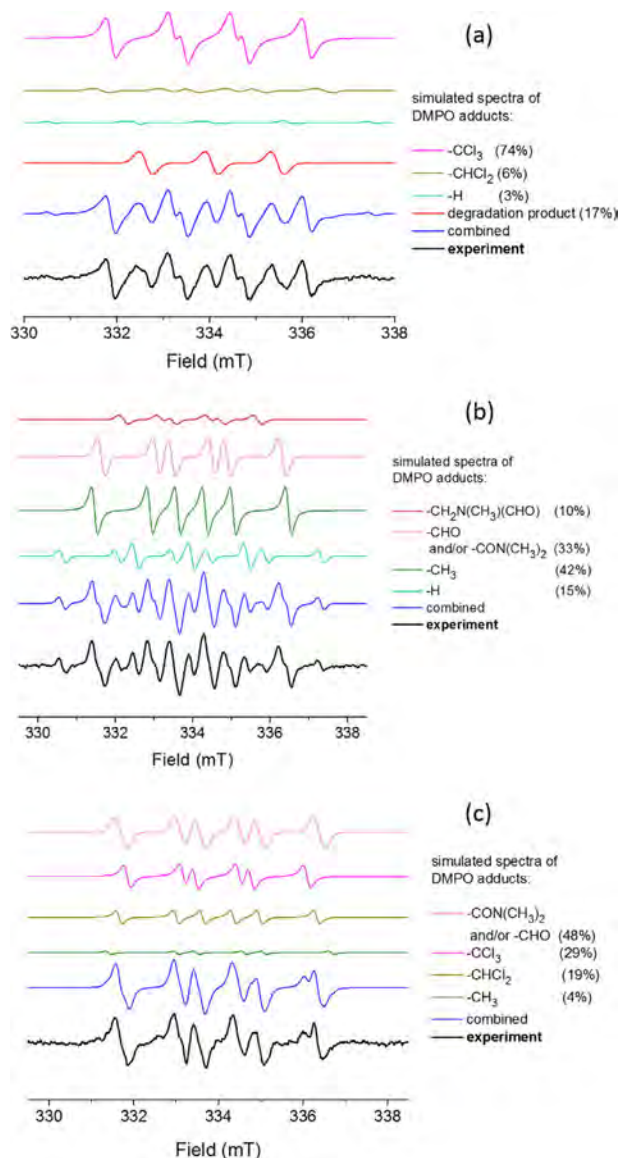 (a)
simulated spectra of
DMPO adducts:
-CCl₃ (74%)
-CHCl₂ (6%)
-H (3%)
degradation product (17%)
combined
experiment
330 332 334 336 338
Field (mT)
(b)
simulated spectra of
DMPO adducts:
-CH₂N(CH₃)(CHO) (10%)
-CHO
and/or -CON(CH₃)₂ (33%)
-CH₃ (42%)
-H (15%)
combined
experiment
330 332 334 336 338
Field (mT)
(c)
simulated spectra of
DMPO adducts:
-CON(CH₃)₂
and/or -CHO (48%)
-CCl₃ (29%)
-CHCl₂ (19%)
-CH₃ (4%)
combined
experiment
330 332 334 336 338
Field (mT)